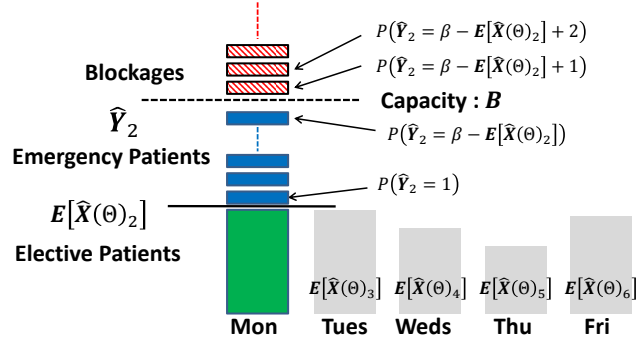 P(Ŷ₂ = β − E[X̂(Θ)₂] + 2)
Blockages
P(Ŷ₂ = β − E[X̂(Θ)₂] + 1)
Capacity : B
Ŷ₂
P(Ŷ₂ = β − E[X̂(Θ)₂])
Emergency Patients
P(Ŷ₂ = 1)
E[X̂(Θ)₂]
Elective Patients
E[X̂(Θ)₃] E[X̂(Θ)₄] E[X̂(Θ)₅] E[X̂(Θ)₆]
Mon Tues Weds Thu Fri